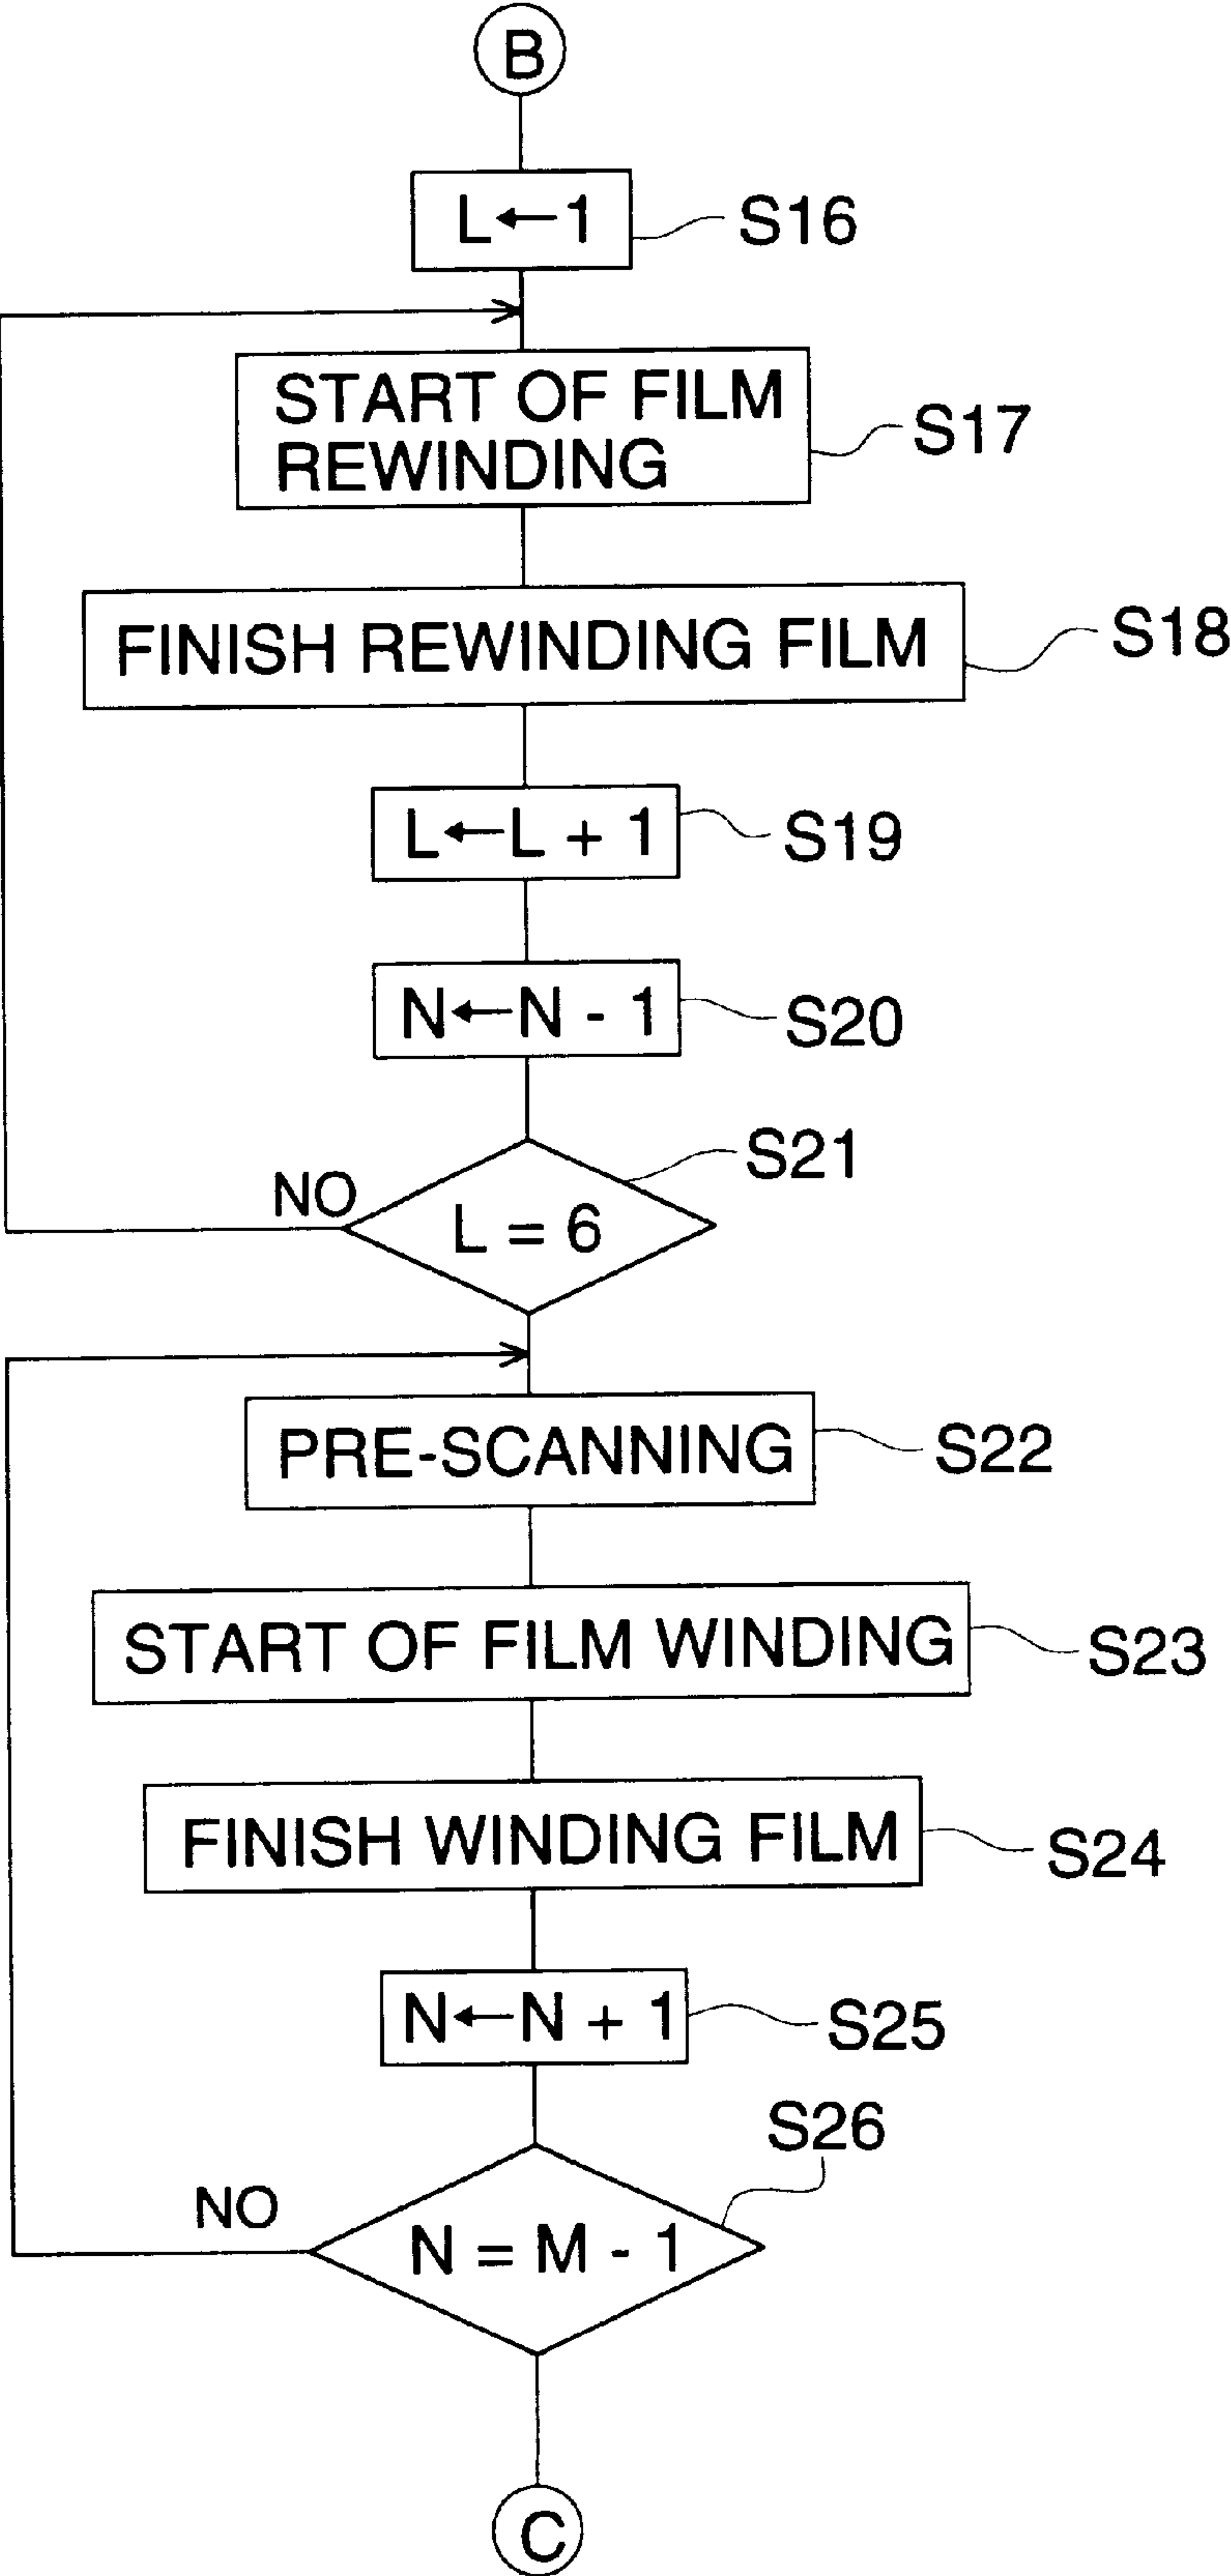 B
L←1
S16
START OF FILM
REWINDING
S17
FINISH REWINDING FILM
S18
L←L + 1
S19
N←N - 1
S20
S21
NO
L = 6
PRE-SCANNING
S22
START OF FILM WINDING
S23
FINISH WINDING FILM
S24
N←N + 1
S25
S26
NO
N = M - 1
C